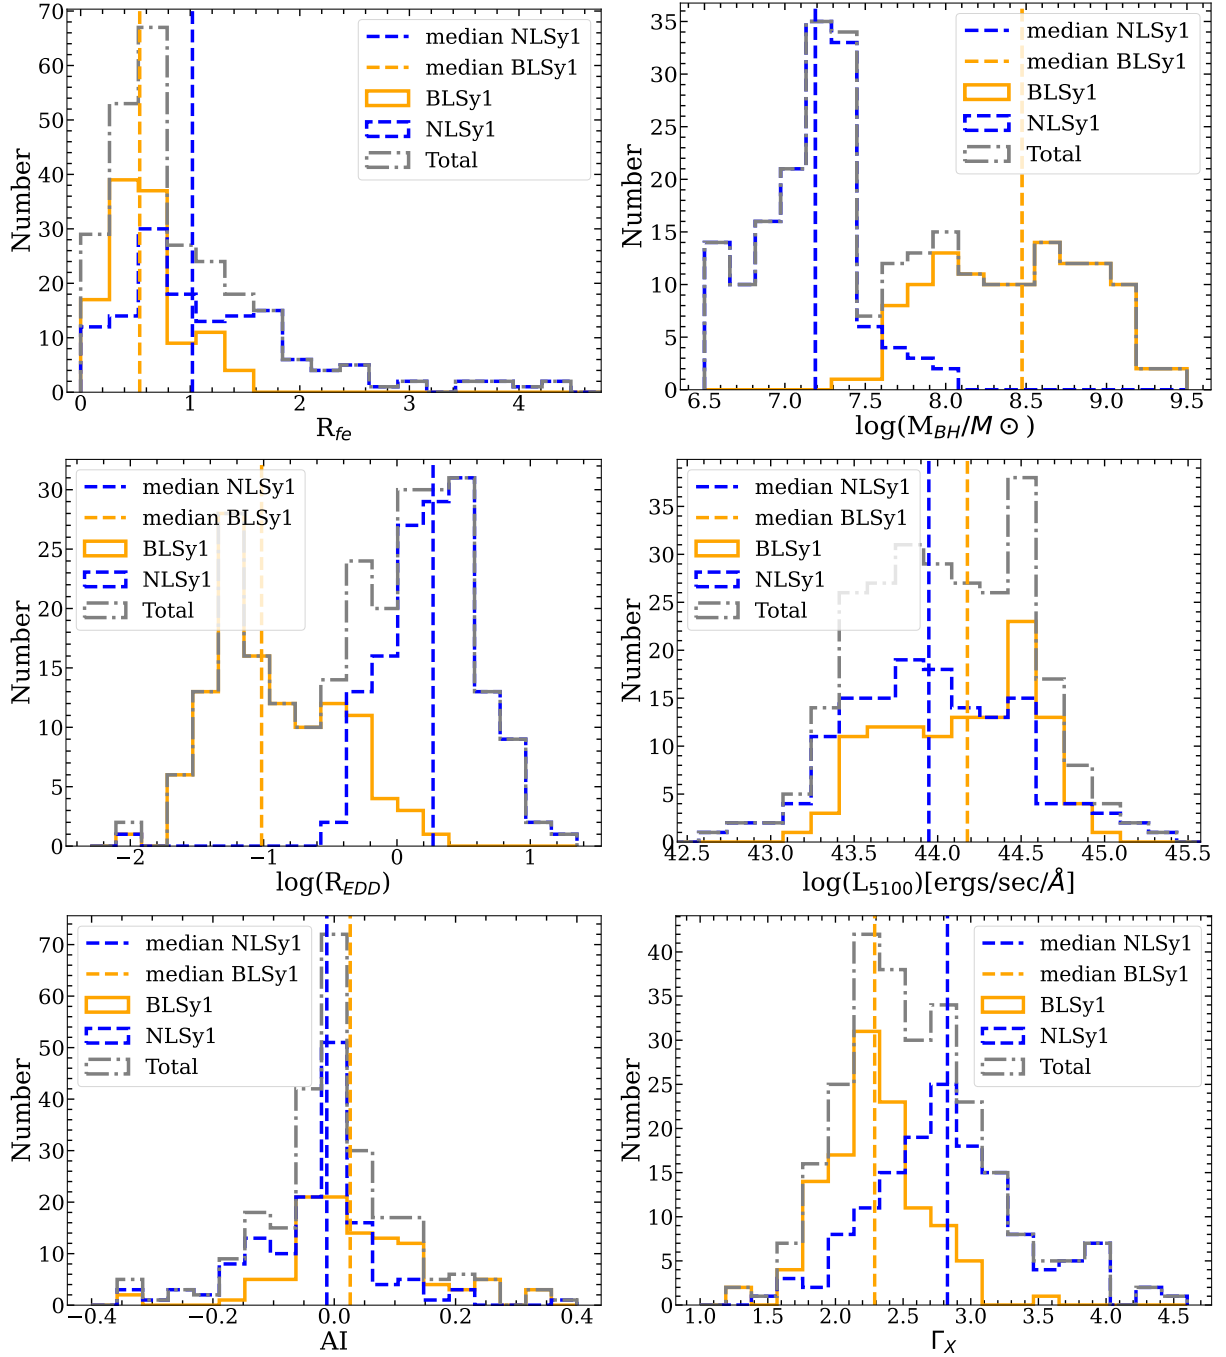 70
60
50
40
30
20
10
0
Number
0 1 2 3 4
R_fe
median NLSy1
median BLSy1
BLSy1
NLSy1
Total
35
30
25
20
15
10
5
0
Number
6.5 7.0 7.5 8.0 8.5 9.0 9.5
log(M_BH/M⊙)
median NLSy1
median BLSy1
BLSy1
NLSy1
Total
30
25
20
15
10
5
0
Number
−2 −1 0 1
log(R_EDD)
median NLSy1
median BLSy1
BLSy1
NLSy1
Total
35
30
25
20
15
10
5
0
Number
42.5 43.0 43.5 44.0 44.5 45.0 45.5
log(L_5100)[ergs/sec/Å]
median NLSy1
median BLSy1
BLSy1
NLSy1
Total
70
60
50
40
30
20
10
0
Number
−0.4 −0.2 0.0 0.2 0.4
AI
median NLSy1
median BLSy1
BLSy1
NLSy1
Total
40
35
30
25
20
15
10
5
0
Number
1.0 1.5 2.0 2.5 3.0 3.5 4.0 4.5
Γ_X
median NLSy1
median BLSy1
BLSy1
NLSy1
Total